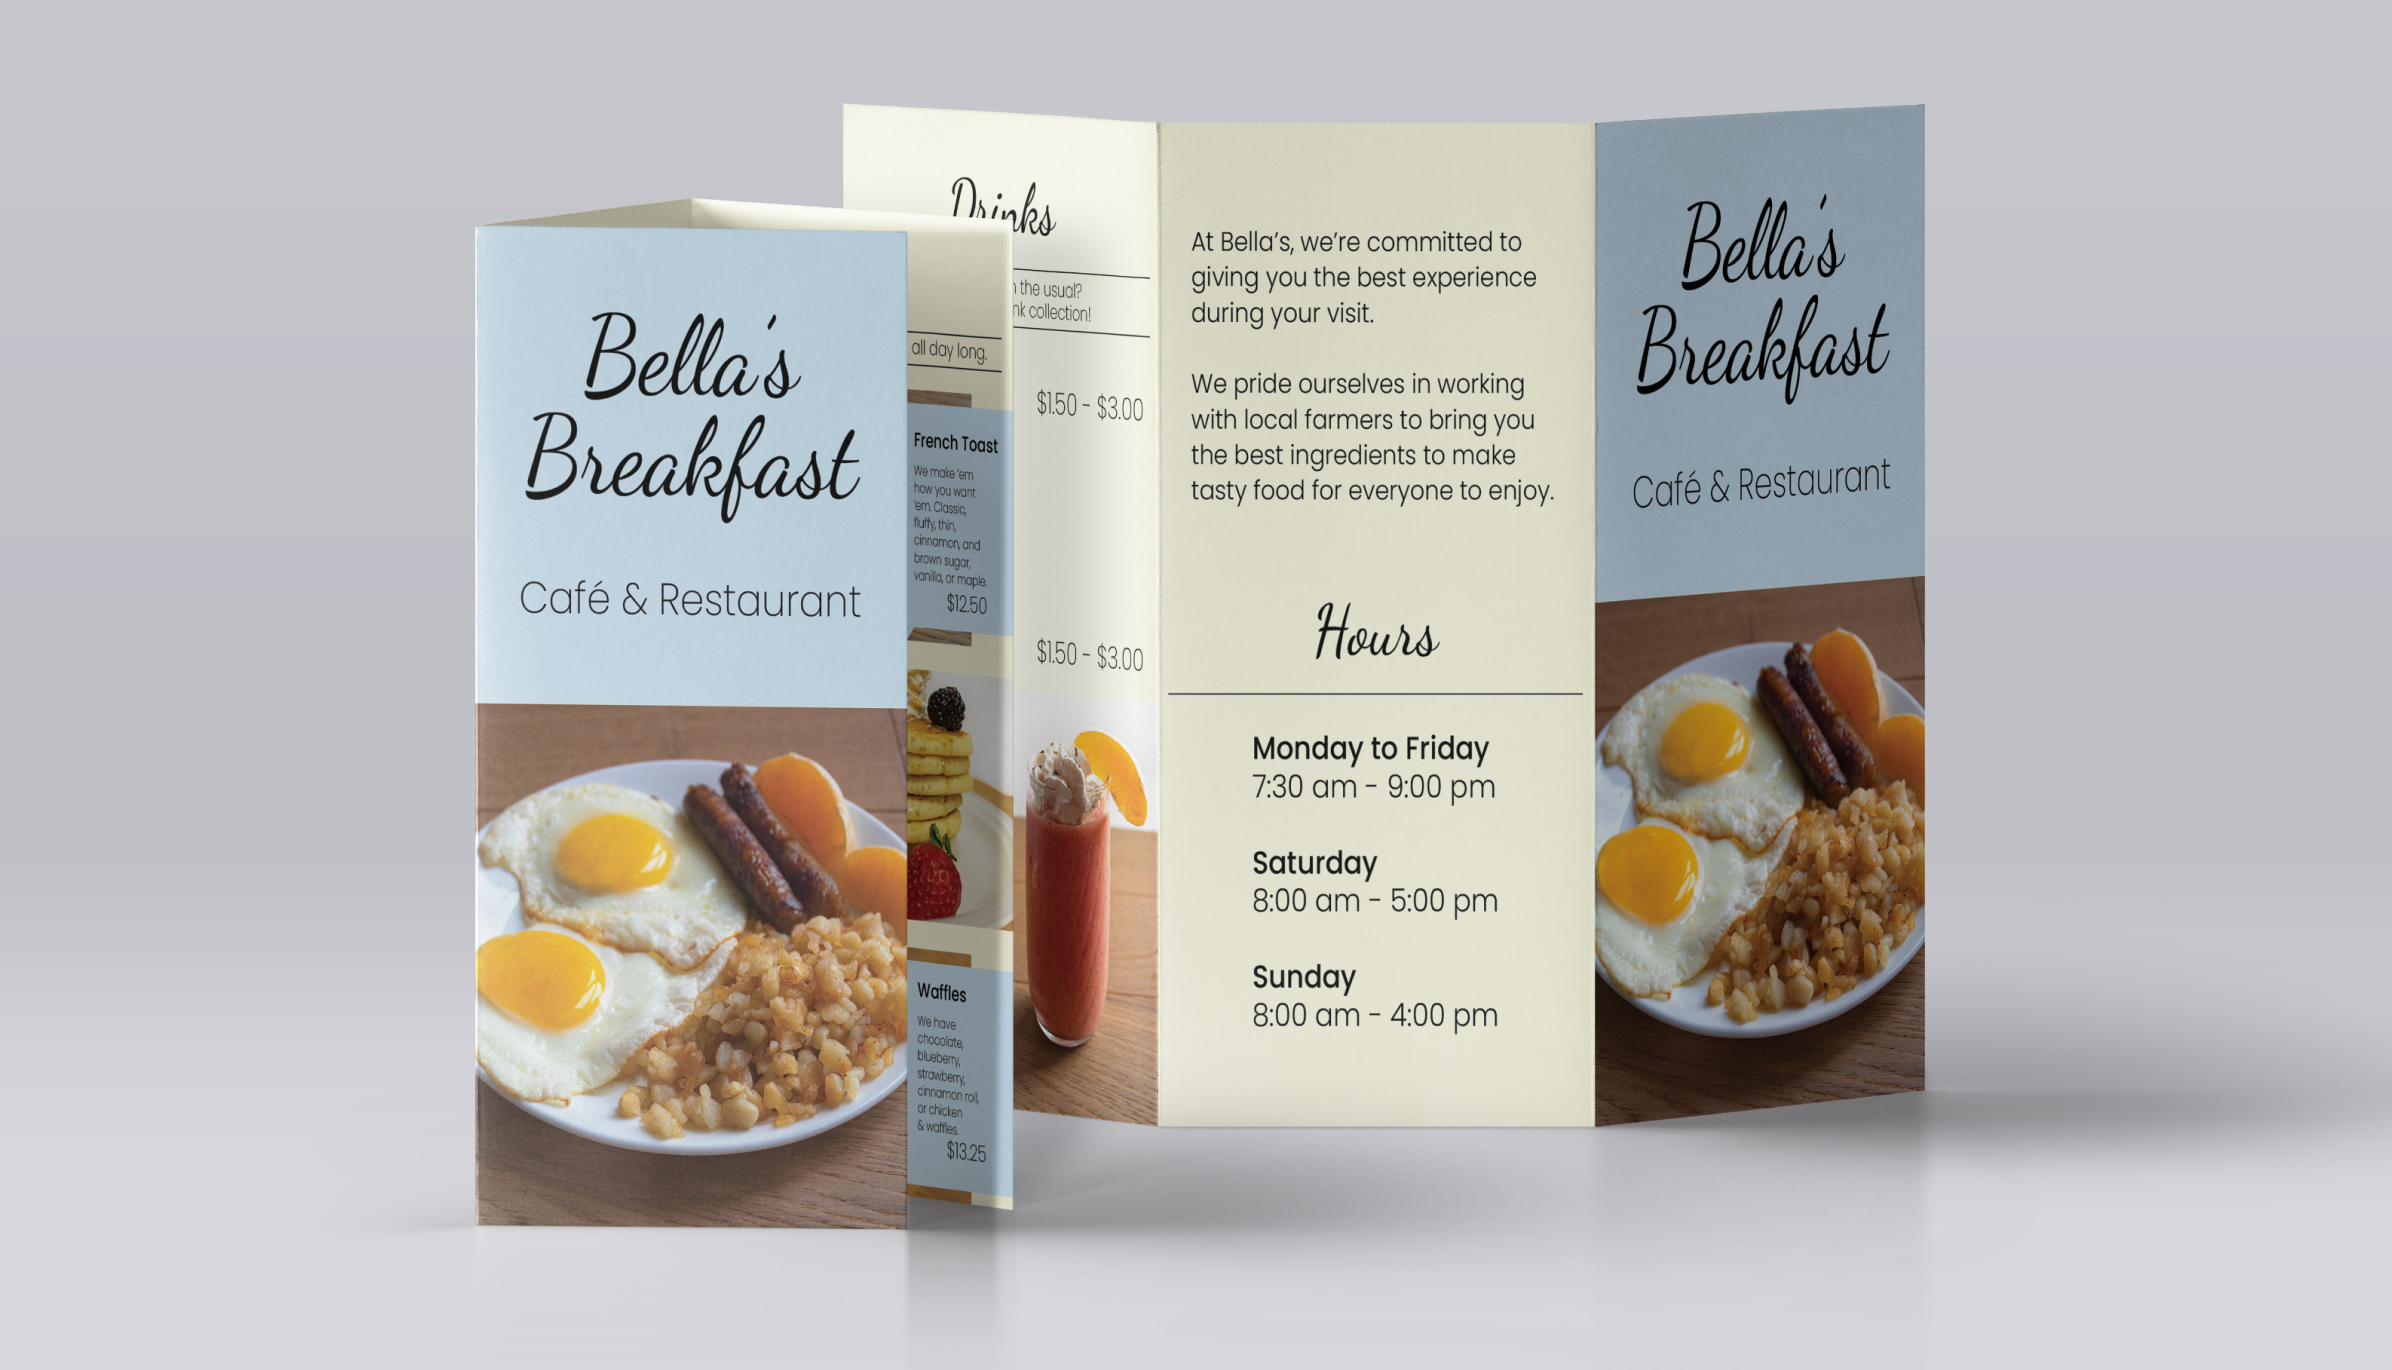 Bella's
Breakfast
Café & Restaurant
all day long.
French Toast
We make 'em
how you want
'em. Classic,
fluffy, thin,
cinnamon, and
brown sugar,
vanilla, or maple.
$12.50
Waffles
We have
chocolate,
blueberry,
strawberry,
cinnamon roll,
or chicken
& waffles.
$13.25
Drinks
the usual?
collection!
$1.50 - $3.00
$1.50 - $3.00
At Bella's, we're committed to
giving you the best experience
during your visit.
We pride ourselves in working
with local farmers to bring you
the best ingredients to make
tasty food for everyone to enjoy.
Hours
Monday to Friday
7:30 am - 9:00 pm
Saturday
8:00 am - 5:00 pm
Sunday
8:00 am - 4:00 pm
Bella's
Breakfast
Café & Restaurant